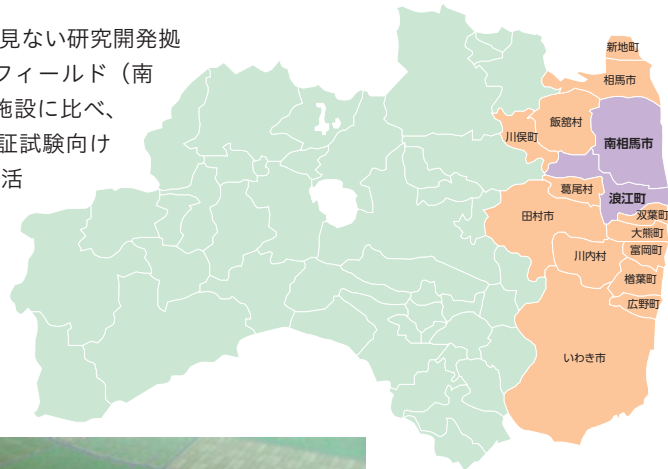 見ない研究開発拠
フィールド（南
施設に比べ、
証試験向け
活
新地町
相馬市
飯舘村
川俣町
南相馬市
葛尾村
浪江町
双葉町
田村市
大熊町
川内村
富岡町
楢葉町
広野町
いわき市